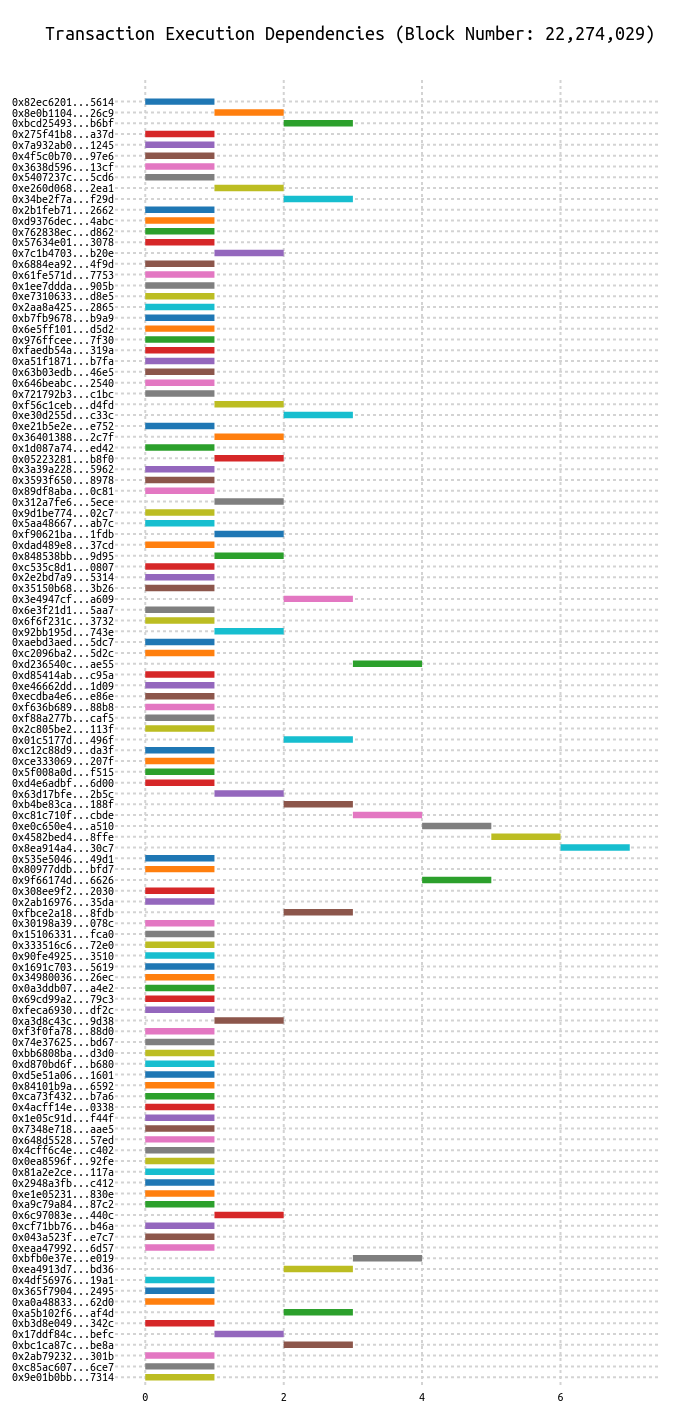 Transaction Execution Dependencies (Block Number: 22,274,029)
0x82ec6201...5614
0x8e0b1104...26c9
0xbcd25493...b6bf
0x275f41b8...a37d
0x7a932ab0...1245
0x4f5c0b70...97e6
0x3638d596...13cf
0x5407237c...5cd6
0xe260d068...2ea1
0x34be2f7a...f29d
0x2b1feb71...2662
0xd9376dec...4abc
0x762838ec...d862
0x57634e01...3078
0x7c1b4703...b20e
0x6884ea92...4f9d
0x61fe571d...7753
0x1ee7ddda...905b
0xe7310633...d8e5
0x2aa8a425...2865
0xb7fb9678...b9a9
0x6e5ff101...d5d2
0x976ffcee...7f30
0xfaedb54a...319a
0xa51f1871...b7fa
0x63b03edb...46e5
0x646beabc...2540
0x721792b3...c1bc
0xf56c1ceb...d4fd
0xe30d255d...c33c
0xe21b5e2e...e752
0x36401388...2c7f
0x1d087a74...ed42
0x05223281...b8f0
0x3a39a228...5962
0x3593f650...8978
0x89df8aba...0c81
0x312a7fe6...5ece
0x9d1be774...02c7
0x5aa48667...ab7c
0xf90621ba...1fdb
0xdad489e8...37cd
0x848538bb...9d95
0xc535c8d1...0807
0x2e2bd7a9...5314
0x35150b68...3b26
0x3e4947cf...a609
0x6e3f21d1...5aa7
0x6f6f231c...3732
0x92bb195d...743e
0xaebd3aed...5dc7
0xc2096ba2...5d2c
0xd236540c...ae55
0xd85414ab...c95a
0xe46662dd...1d09
0xecdba4e6...e86e
0xf636b689...88b8
0xf88a277b...caf5
0x2c805be2...113f
0x01c5177d...496f
0xc12c88d9...da3f
0xce333069...207f
0x5f008a0d...f515
0xd4e6adbf...6d00
0x63d17bfe...2b5c
0xb4be83ca...188f
0xc81c710f...cbde
0xe0c650e4...a510
0x4582bed4...8ffe
0x8ea914a4...30c7
0x535e5046...49d1
0x80977ddb...bfd7
0x9f66174d...6626
0x308ee9f2...2030
0x2ab16976...35da
0xfbce2a18...8fdb
0x30198a39...078c
0x15106331...fca0
0x333516c6...72e0
0x90fe4925...3510
0x1691c703...5619
0x34980036...26ec
0x0a3ddb07...a4e2
0x69cd99a2...79c3
0xfeca6930...df2c
0xa3d8c43c...9d38
0xf3f0fa78...88d0
0x74e37625...bd67
0xbb6808ba...d3d0
0xd870bd6f...b680
0xd5e51a06...1601
0x84101b9a...6592
0xca73f432...b7a6
0x4acff14e...0338
0x1e05c91d...f44f
0x7348e718...aae5
0x648d5528...57ed
0x4cff6c4e...c402
0x0ea8596f...92fe
0x81a2e2ce...117a
0x2948a3fb...c412
0xe1e05231...830e
0xa9c79a84...87c2
0x6c97083e...440c
0xcf71bb76...b46a
0x043a523f...e7c7
0xeaa47992...6d57
0xbfb0e37e...e019
0xea4913d7...bd36
0x4df56976...19a1
0x365f7904...2495
0xa0a48833...62d0
0xa5b102f6...af4d
0xb3d8e049...342c
0x17ddf84c...befc
0xbc1ca87c...be8a
0x2ab79232...301b
0xc85ac607...6ce7
0x9e01b0bb...7314
0 2 4 6